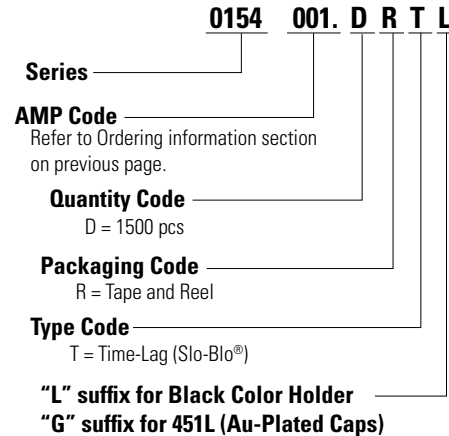 0154 001. D R T L
Series
AMP Code
Refer to Ordering information section
on previous page.
Quantity Code
D = 1500 pcs
Packaging Code
R = Tape and Reel
Type Code
T = Time-Lag (Slo-Blo®)
“L” suffix for Black Color Holder
“G” suffix for 451L (Au-Plated Caps)